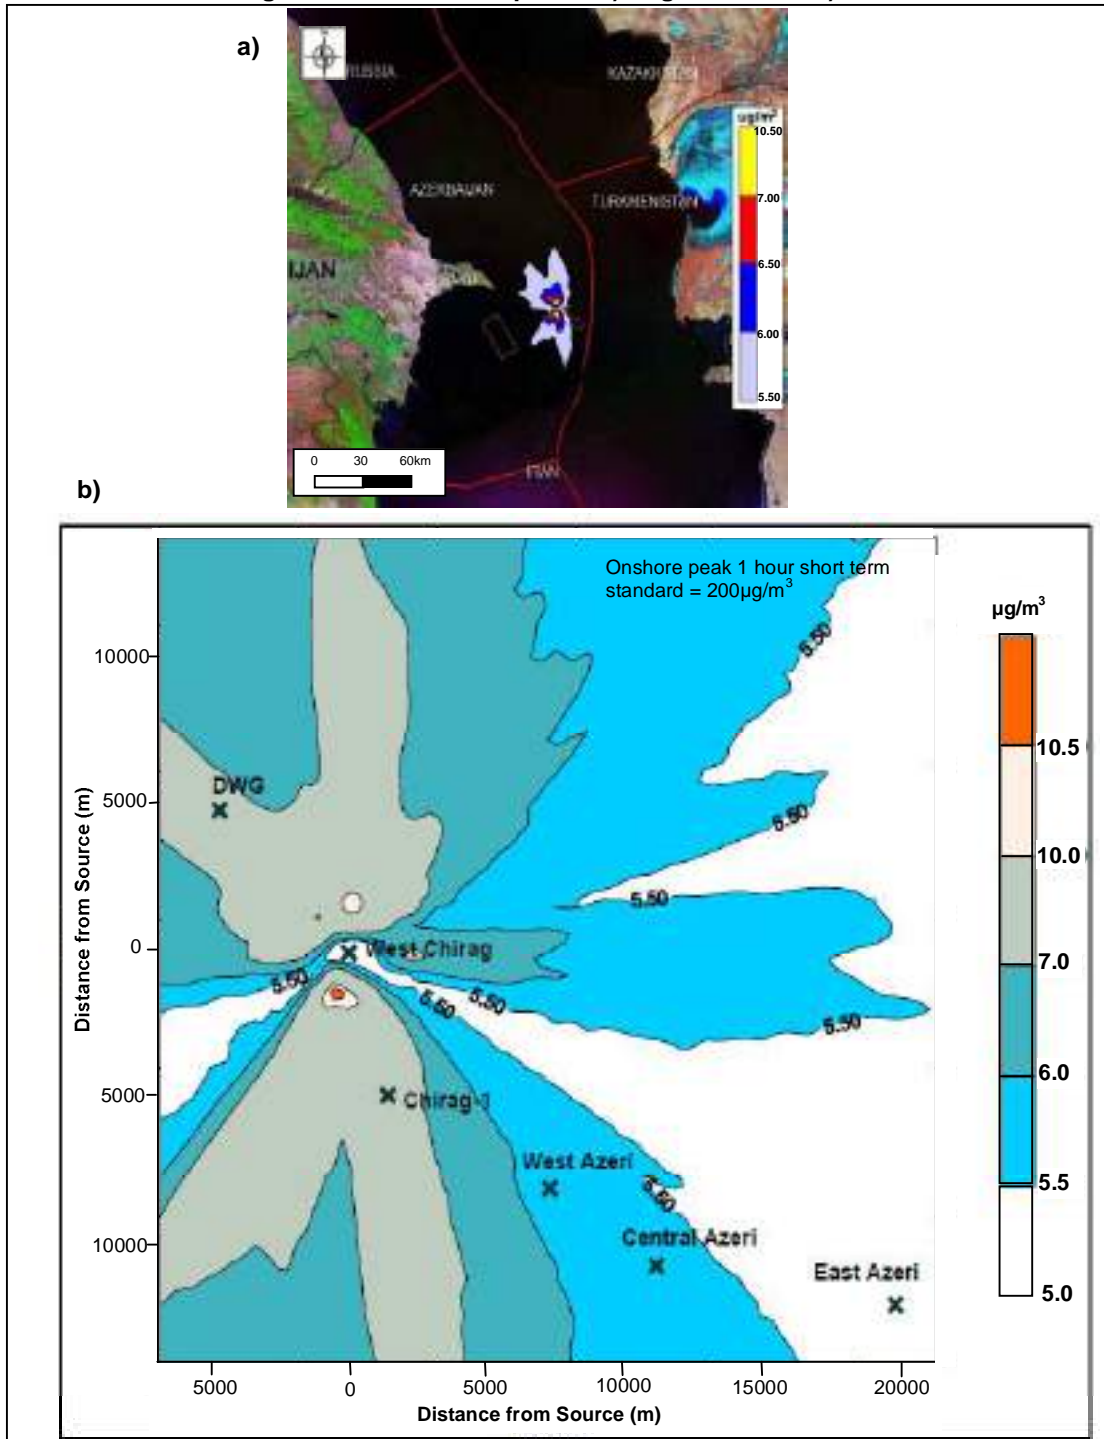 a)
RUSSIA
KAZAKHSTAN
AZERBAIJAN
TURKMENISTAN
IJAN
IRAN
ug/m³
10.50
7.00
6.50
6.00
5.50
0 30 60km
b)
Onshore peak 1 hour short term
standard = 200µg/m³
µg/m³
10.5
10.0
7.0
6.0
5.5
5.0
Distance from Source (m)
10000
5000
0
5000
10000
5.50
5.50
5.50
5.50
5.50
5.50
5.50
DWG
West Chirag
Chirag-1
West Azeri
Central Azeri
East Azeri
5000 0 5000 10000 15000 20000
Distance from Source (m)